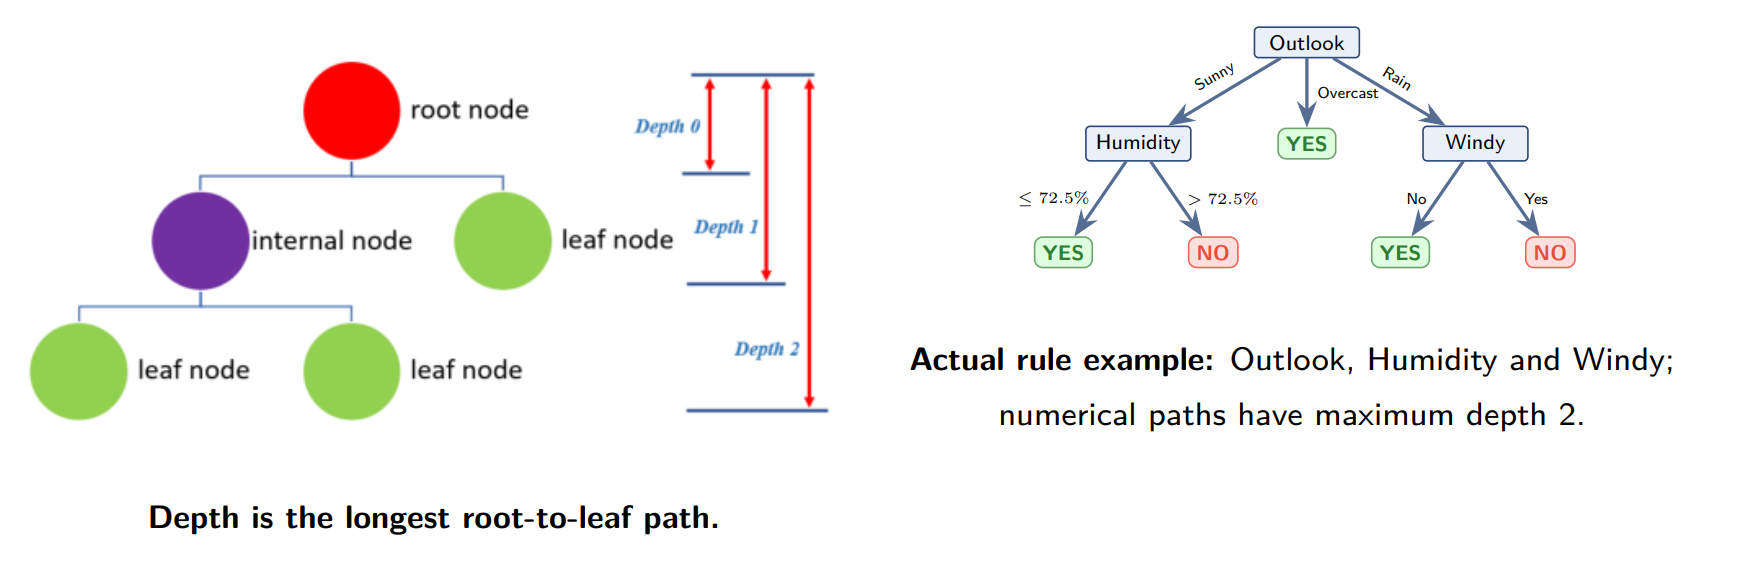 root node
internal node
leaf node
leaf node
leaf node
Depth 0
Depth 1
Depth 2
Depth is the longest root-to-leaf path.
Outlook
Sunny
Overcast
Rain
Humidity
YES
Windy
≤ 72.5%
> 72.5%
No
Yes
YES
NO
YES
NO
Actual rule example: Outlook, Humidity and Windy;
numerical paths have maximum depth 2.